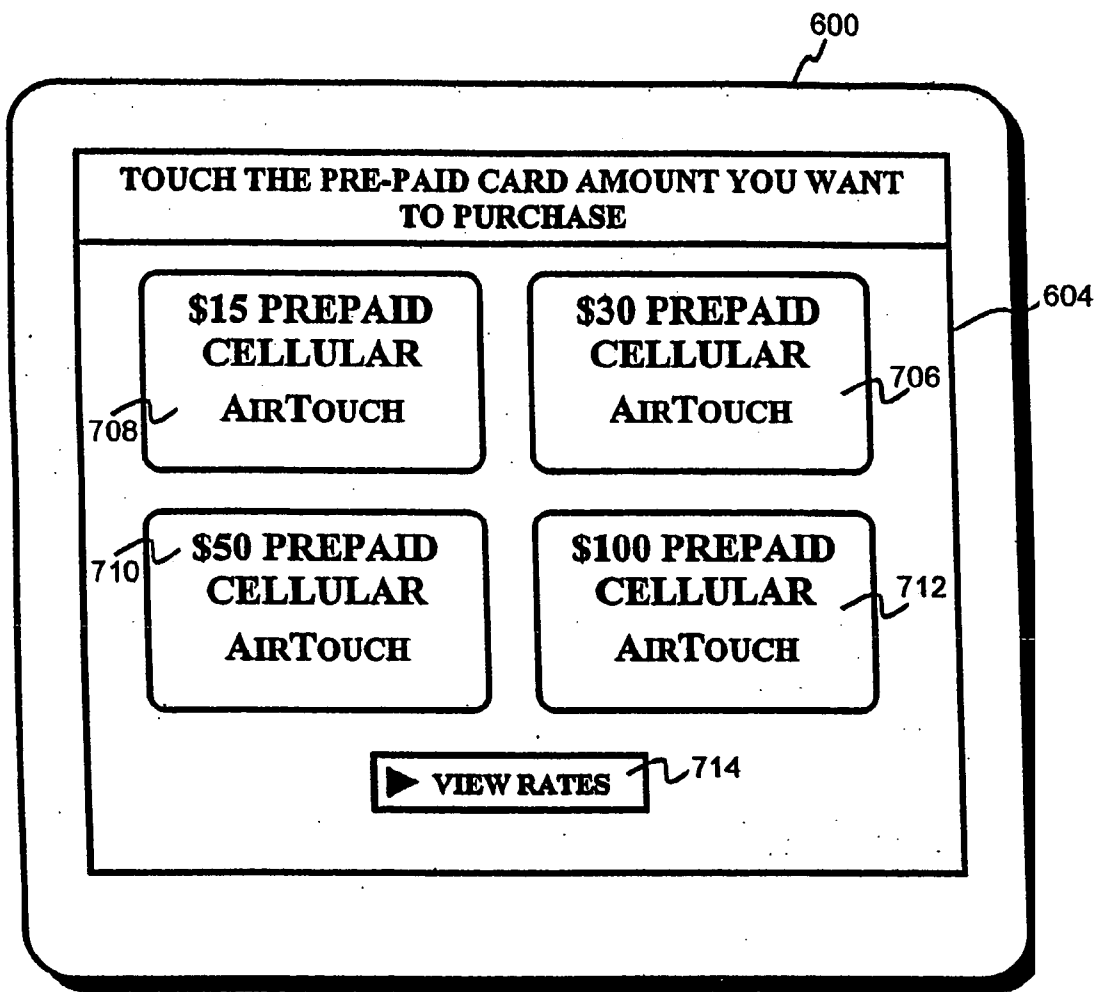 600
TOUCH THE PRE-PAID CARD AMOUNT YOU WANT
TO PURCHASE
604
$15 PREPAID
CELLULAR
AIRTOUCH
708
$30 PREPAID
CELLULAR
AIRTOUCH
706
$50 PREPAID
CELLULAR
AIRTOUCH
710
$100 PREPAID
CELLULAR
AIRTOUCH
712
VIEW RATES
714